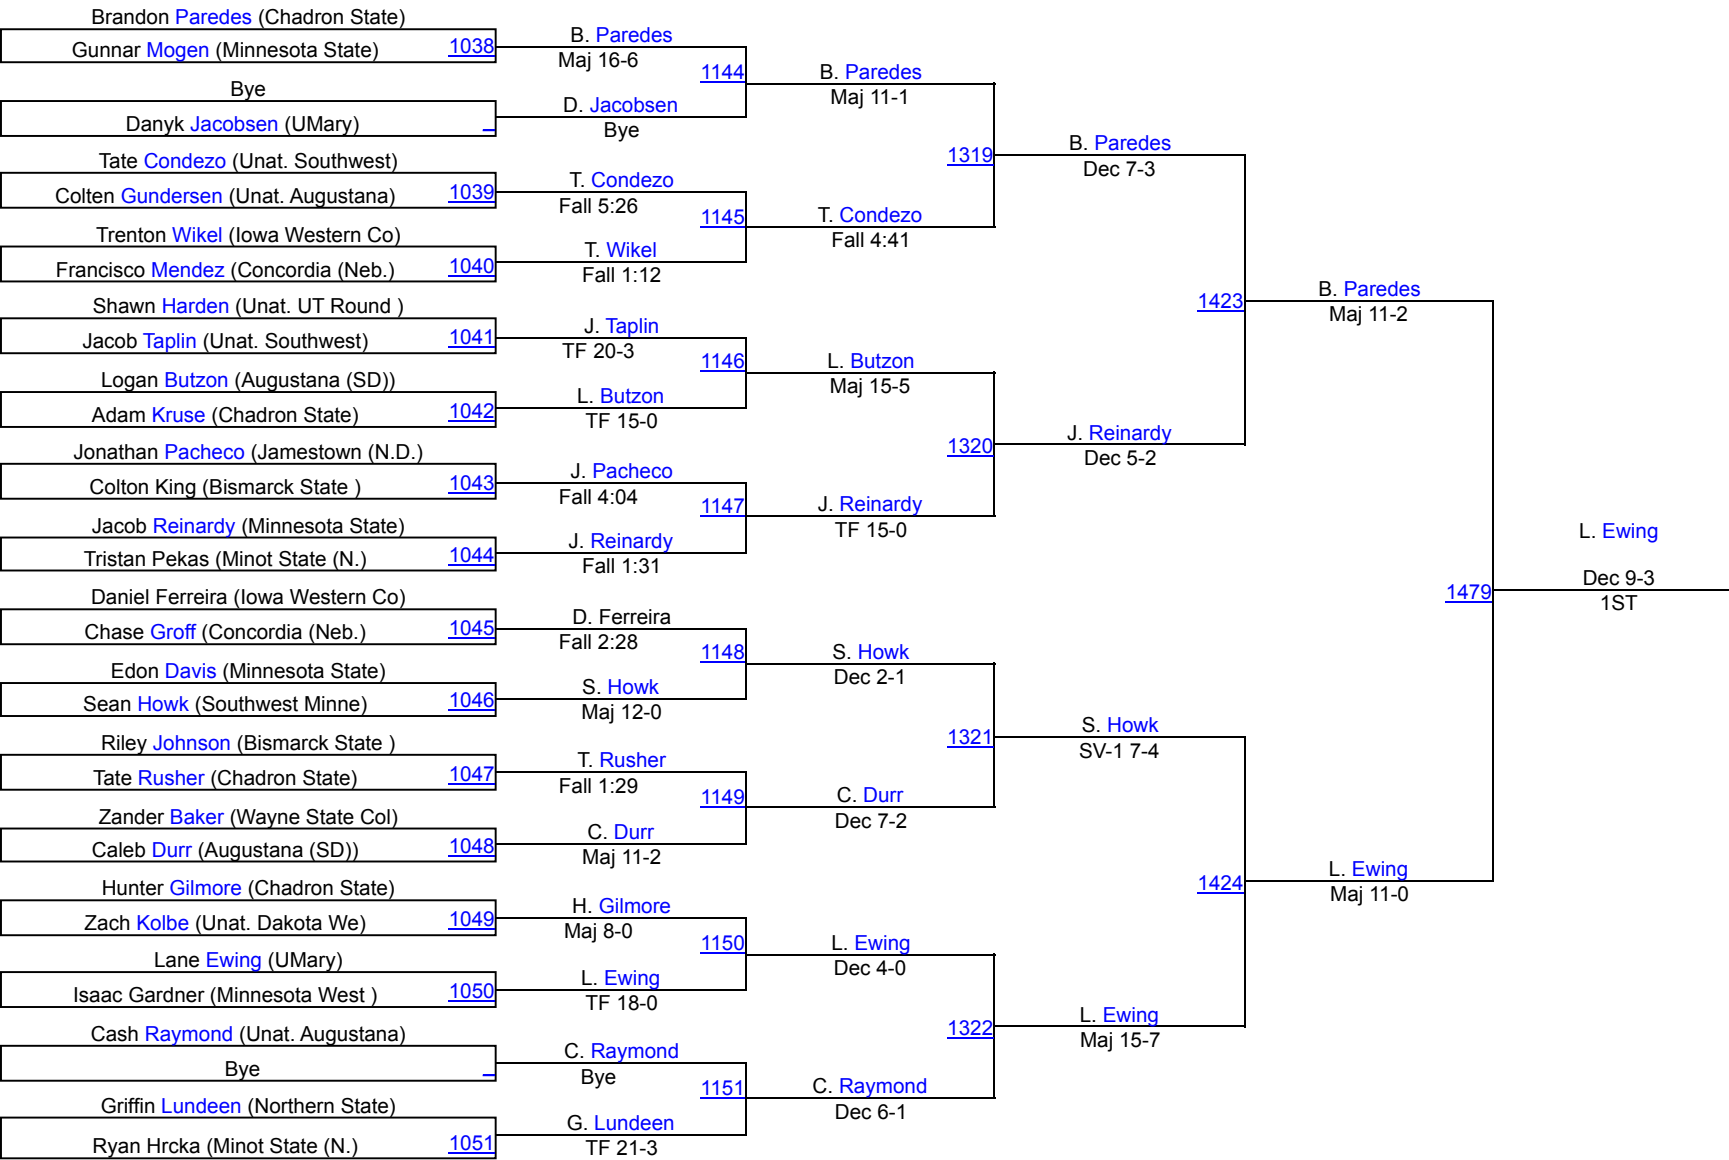 Brandon Paredes (Chadron State)
Gunnar Mogen (Minnesota State) 1038
Bye
Danyk Jacobsen (UMary)
Tate Condezo (Unat. Southwest)
Colten Gundersen (Unat. Augustana) 1039
Trenton Wikel (Iowa Western Co)
Francisco Mendez (Concordia (Neb.) 1040
Shawn Harden (Unat. UT Round )
Jacob Taplin (Unat. Southwest) 1041
Logan Butzon (Augustana (SD))
Adam Kruse (Chadron State) 1042
Jonathan Pacheco (Jamestown (N.D.)
Colton King (Bismarck State ) 1043
Jacob Reinardy (Minnesota State)
Tristan Pekas (Minot State (N.) 1044
Daniel Ferreira (Iowa Western Co)
Chase Groff (Concordia (Neb.) 1045
Edon Davis (Minnesota State)
Sean Howk (Southwest Minne) 1046
Riley Johnson (Bismarck State )
Tate Rusher (Chadron State) 1047
Zander Baker (Wayne State Col)
Caleb Durr (Augustana (SD)) 1048
Hunter Gilmore (Chadron State)
Zach Kolbe (Unat. Dakota We) 1049
Lane Ewing (UMary)
Isaac Gardner (Minnesota West ) 1050
Cash Raymond (Unat. Augustana)
Bye
Griffin Lundeen (Northern State)
Ryan Hrcka (Minot State (N.) 1051
B. Paredes
Maj 16-6
1144
D. Jacobsen
Bye
T. Condezo
Fall 5:26
1145
T. Wikel
Fall 1:12
J. Taplin
TF 20-3
1146
L. Butzon
TF 15-0
J. Pacheco
Fall 4:04
1147
J. Reinardy
Fall 1:31
D. Ferreira
Fall 2:28
1148
S. Howk
Maj 12-0
T. Rusher
Fall 1:29
1149
C. Durr
Maj 11-2
H. Gilmore
Maj 8-0
1150
L. Ewing
TF 18-0
C. Raymond
Bye
1151
G. Lundeen
TF 21-3
B. Paredes
Maj 11-1
1319
T. Condezo
Fall 4:41
L. Butzon
Maj 15-5
1320
J. Reinardy
TF 15-0
S. Howk
Dec 2-1
1321
C. Durr
Dec 7-2
L. Ewing
Dec 4-0
1322
C. Raymond
Dec 6-1
B. Paredes
Dec 7-3
1423
J. Reinardy
Dec 5-2
S. Howk
SV-1 7-4
1424
L. Ewing
Maj 15-7
B. Paredes
Maj 11-2
1479
L. Ewing
Maj 11-0
L. Ewing
Dec 9-3
1ST